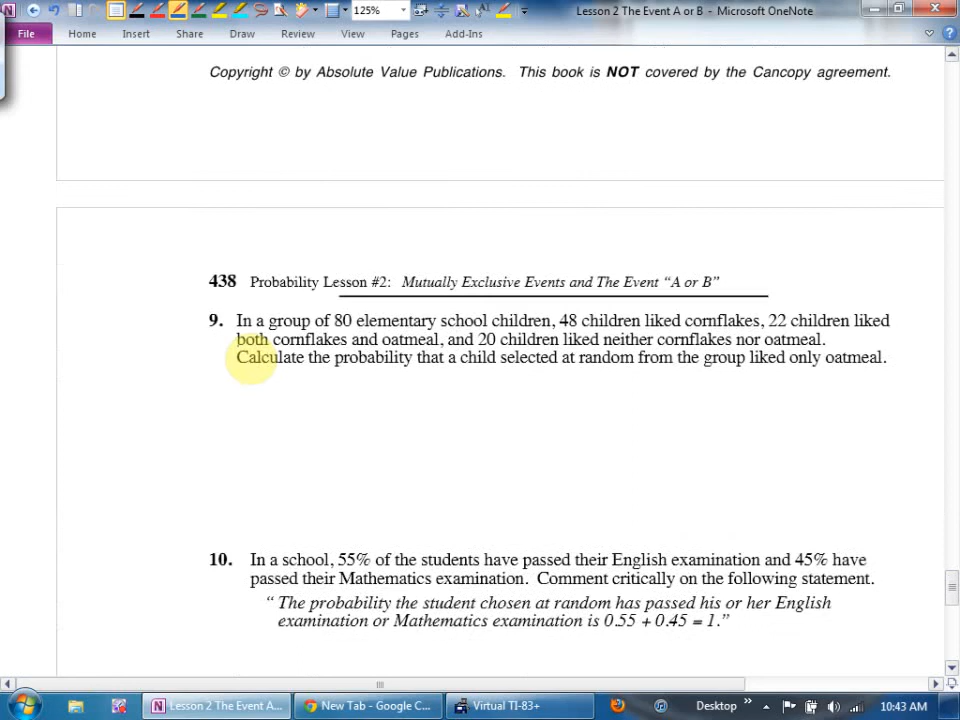 125%
Lesson 2 The Event A or B - Microsoft OneNote
File Home Insert Share Draw Review View Pages Add-Ins
Copyright © by Absolute Value Publications. This book is NOT covered by the Cancopy agreement.
438 Probability Lesson #2: Mutually Exclusive Events and The Event “A or B”
9. In a group of 80 elementary school children, 48 children liked cornflakes, 22 children liked
both cornflakes and oatmeal, and 20 children liked neither cornflakes nor oatmeal.
Calculate the probability that a child selected at random from the group liked only oatmeal.
10. In a school, 55% of the students have passed their English examination and 45% have
passed their Mathematics examination. Comment critically on the following statement.
“ The probability the student chosen at random has passed his or her English
examination or Mathematics examination is 0.55 + 0.45 = 1.”
Lesson 2 The Event A... New Tab - Google C... Virtual TI-83+ Desktop 10:43 AM